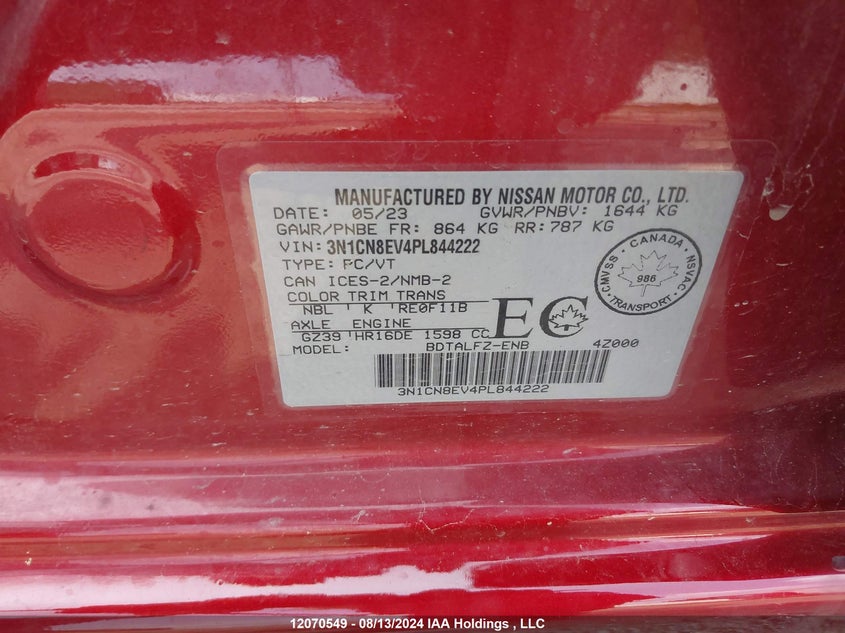 MANUFACTURED BY NISSAN MOTOR CO., LTD.
DATE: 05/23 GVWR/PNBV: 1644 KG
GAWR/PNBE FR: 864 KG RR: 787 KG
VIN: 3N1CN8EV4PL844222
TYPE: PC/VT
CAN ICES-2/NMB-2
COLOR TRIM TRANS
NBL ' K 'RE0F11B
AXLE ENGINE
GZ39 'HR16DE 1598 CC
EC
MODEL: BDTALFZ-ENB 4Z000
3N1CN8EV4PL844222
CANADA
CMVSS NSVAC
986
TRANSPORT
12070549 - 08/13/2024 IAA Holdings , LLC